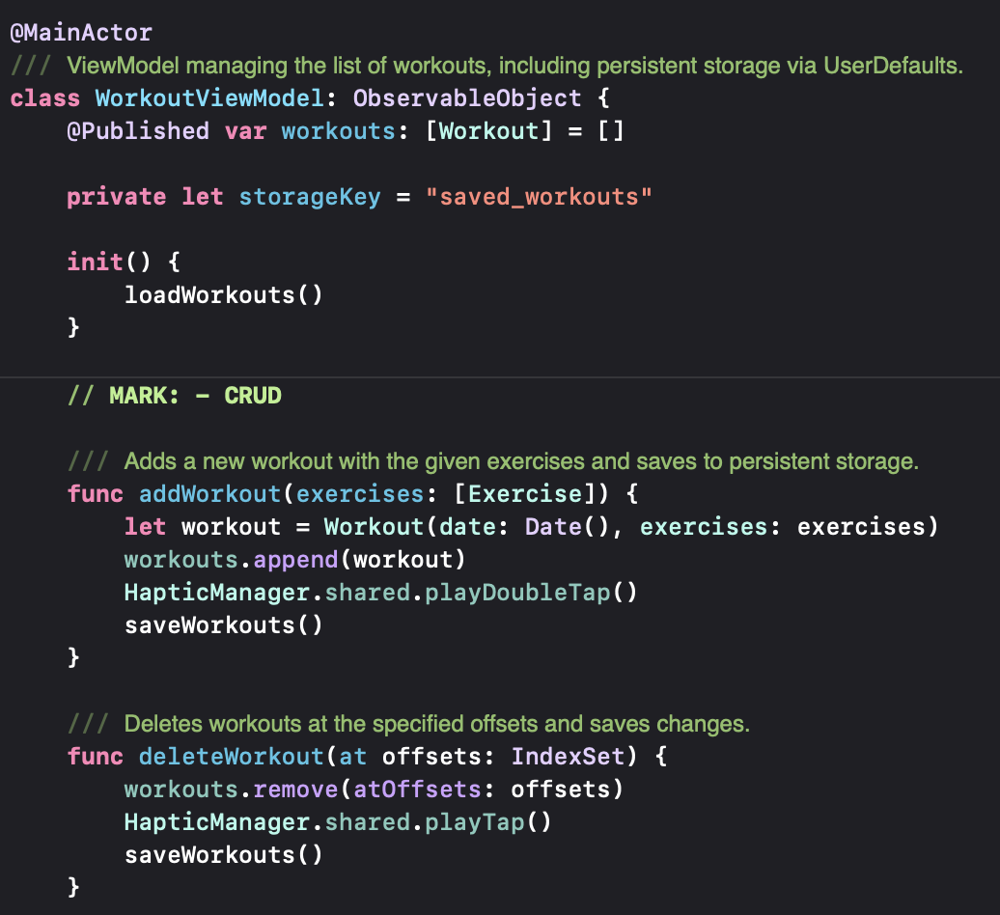 @MainActor
/// ViewModel managing the list of workouts, including persistent storage via UserDefaults.
class WorkoutViewModel: ObservableObject {
    @Published var workouts: [Workout] = []

    private let storageKey = "saved_workouts"

    init() {
        loadWorkouts()
    }

    // MARK: - CRUD

    /// Adds a new workout with the given exercises and saves to persistent storage.
    func addWorkout(exercises: [Exercise]) {
        let workout = Workout(date: Date(), exercises: exercises)
        workouts.append(workout)
        HapticManager.shared.playDoubleTap()
        saveWorkouts()
    }

    /// Deletes workouts at the specified offsets and saves changes.
    func deleteWorkout(at offsets: IndexSet) {
        workouts.remove(atOffsets: offsets)
        HapticManager.shared.playTap()
        saveWorkouts()
    }